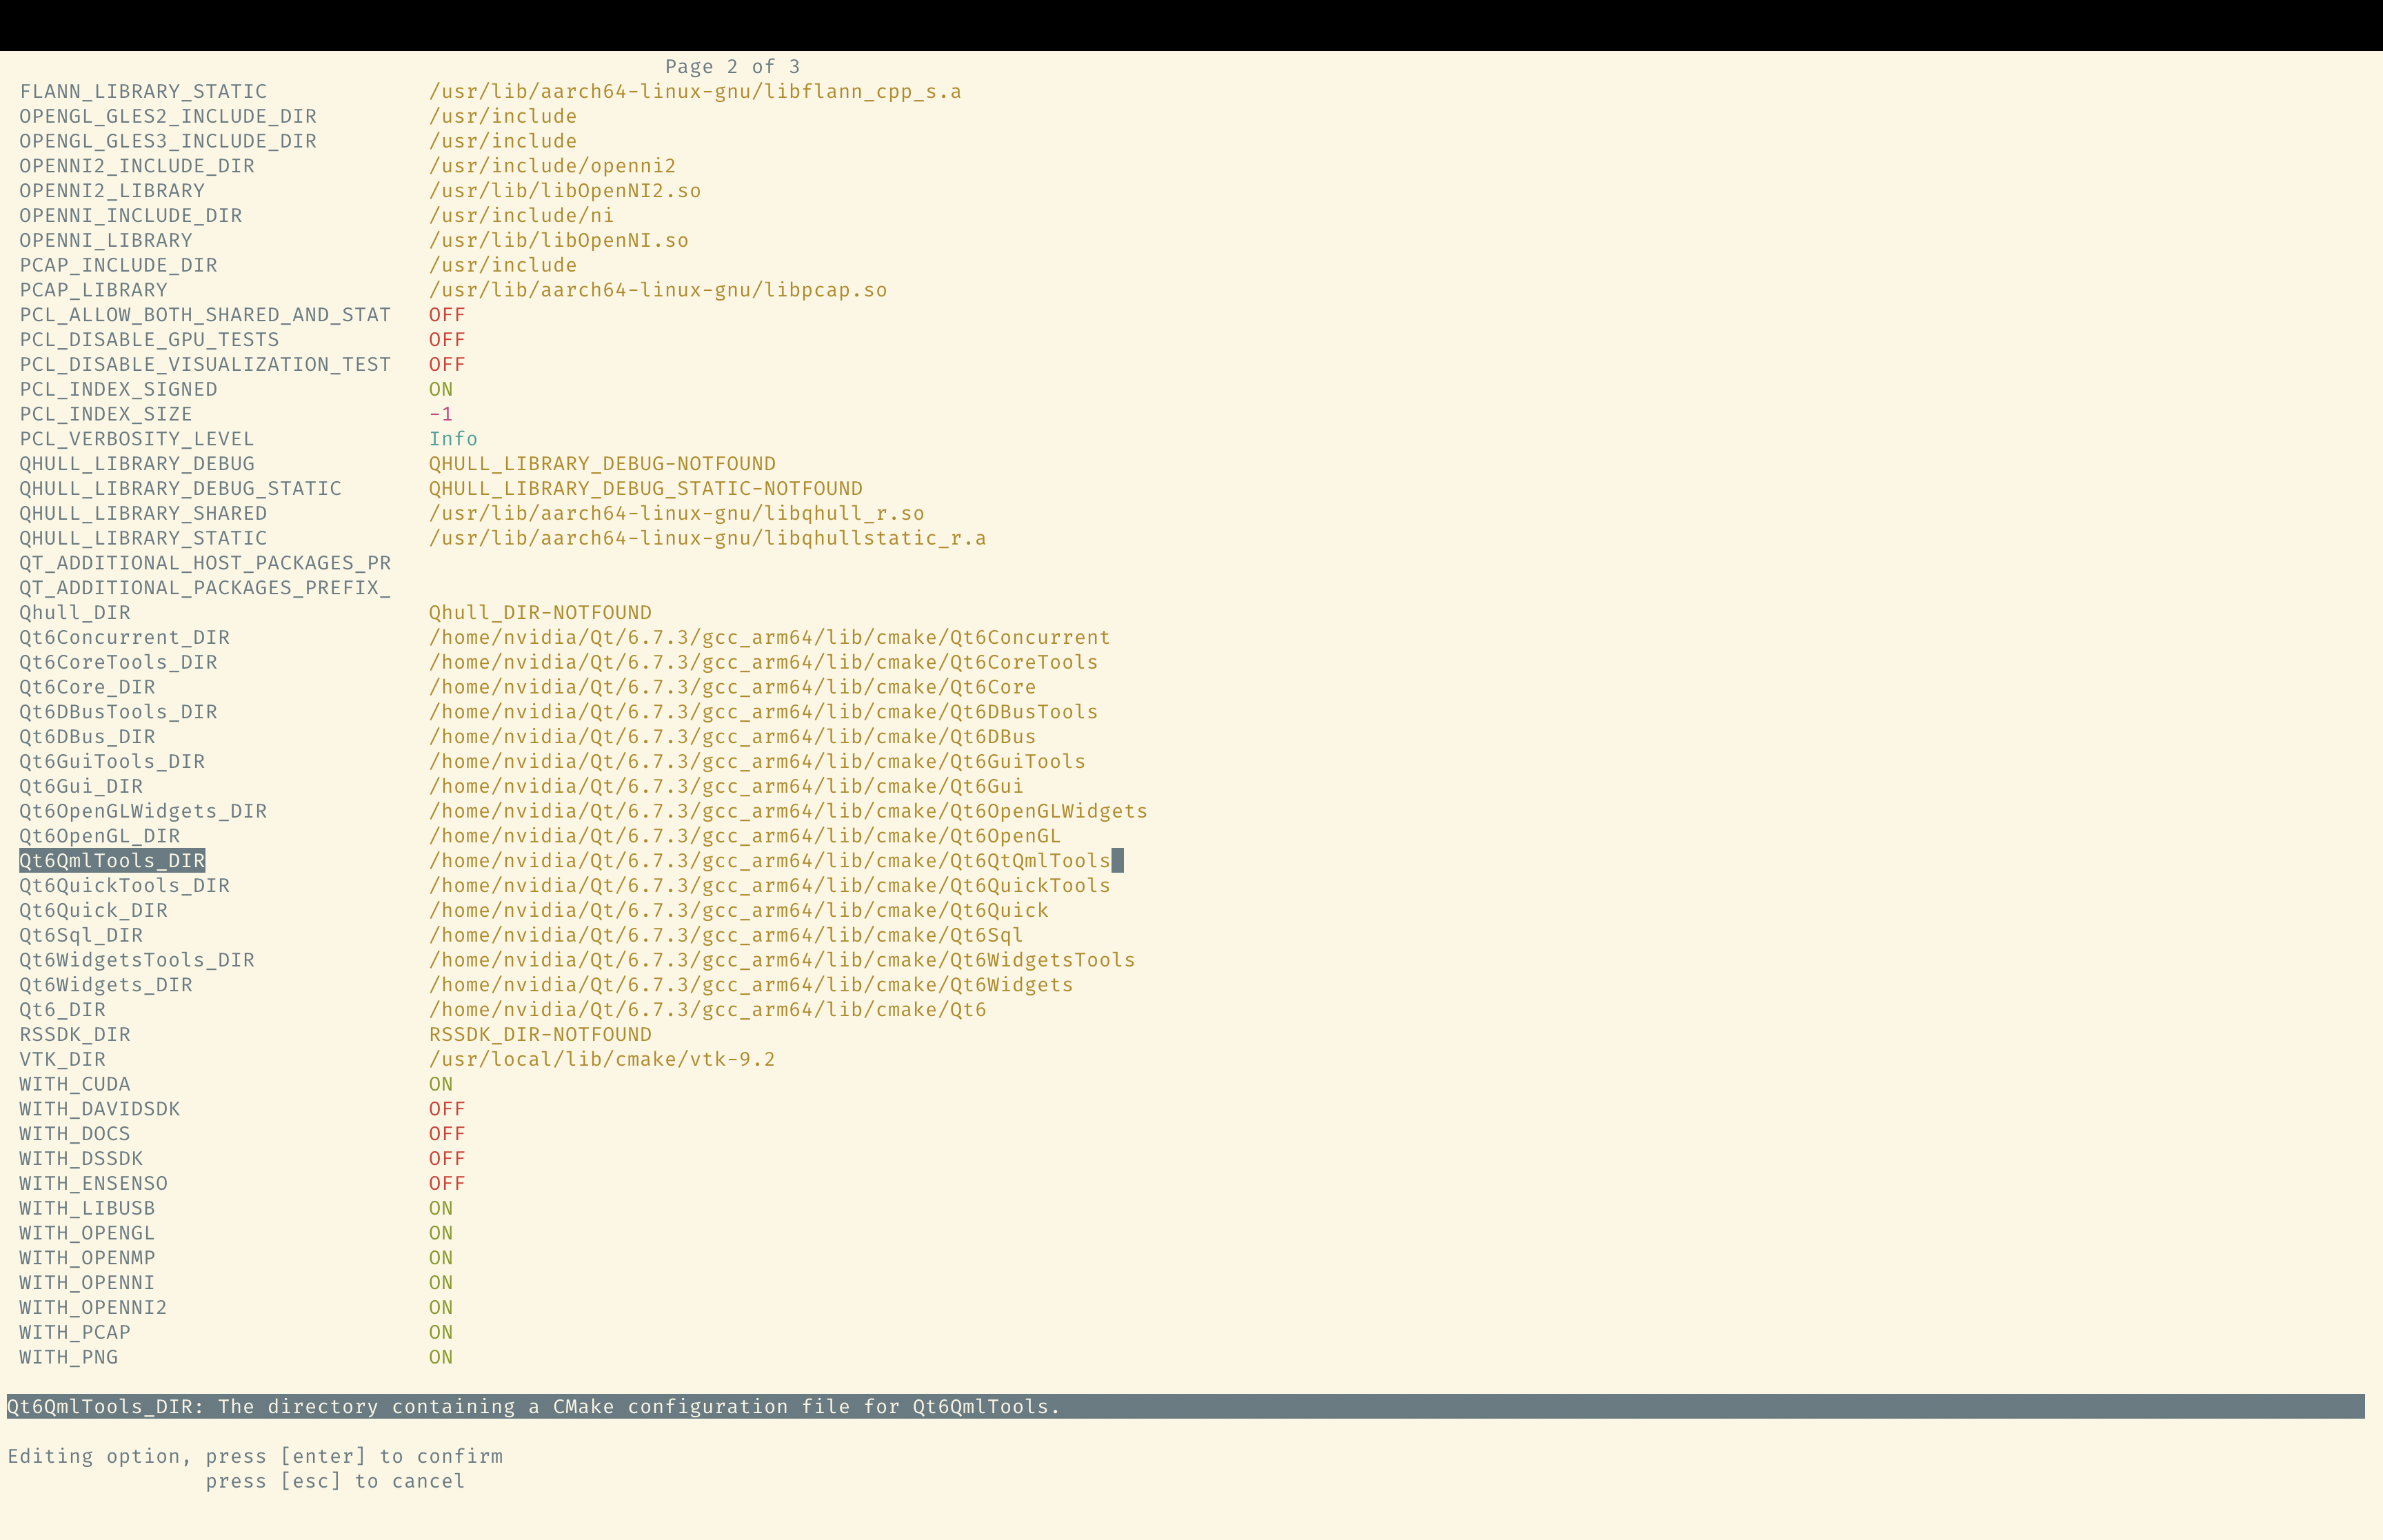 Page 2 of 3
FLANN_LIBRARY_STATIC /usr/lib/aarch64-linux-gnu/libflann_cpp_s.a
OPENGL_GLES2_INCLUDE_DIR /usr/include
OPENGL_GLES3_INCLUDE_DIR /usr/include
OPENNI2_INCLUDE_DIR /usr/include/openni2
OPENNI2_LIBRARY /usr/lib/libOpenNI2.so
OPENNI_INCLUDE_DIR /usr/include/ni
OPENNI_LIBRARY /usr/lib/libOpenNI.so
PCAP_INCLUDE_DIR /usr/include
PCAP_LIBRARY /usr/lib/aarch64-linux-gnu/libpcap.so
PCL_ALLOW_BOTH_SHARED_AND_STAT OFF
PCL_DISABLE_GPU_TESTS OFF
PCL_DISABLE_VISUALIZATION_TEST OFF
PCL_INDEX_SIGNED ON
PCL_INDEX_SIZE -1
PCL_VERBOSITY_LEVEL Info
QHULL_LIBRARY_DEBUG QHULL_LIBRARY_DEBUG-NOTFOUND
QHULL_LIBRARY_DEBUG_STATIC QHULL_LIBRARY_DEBUG_STATIC-NOTFOUND
QHULL_LIBRARY_SHARED /usr/lib/aarch64-linux-gnu/libqhull_r.so
QHULL_LIBRARY_STATIC /usr/lib/aarch64-linux-gnu/libqhullstatic_r.a
QT_ADDITIONAL_HOST_PACKAGES_PR
QT_ADDITIONAL_PACKAGES_PREFIX_
Qhull_DIR Qhull_DIR-NOTFOUND
Qt6Concurrent_DIR /home/nvidia/Qt/6.7.3/gcc_arm64/lib/cmake/Qt6Concurrent
Qt6CoreTools_DIR /home/nvidia/Qt/6.7.3/gcc_arm64/lib/cmake/Qt6CoreTools
Qt6Core_DIR /home/nvidia/Qt/6.7.3/gcc_arm64/lib/cmake/Qt6Core
Qt6DBusTools_DIR /home/nvidia/Qt/6.7.3/gcc_arm64/lib/cmake/Qt6DBusTools
Qt6DBus_DIR /home/nvidia/Qt/6.7.3/gcc_arm64/lib/cmake/Qt6DBus
Qt6GuiTools_DIR /home/nvidia/Qt/6.7.3/gcc_arm64/lib/cmake/Qt6GuiTools
Qt6Gui_DIR /home/nvidia/Qt/6.7.3/gcc_arm64/lib/cmake/Qt6Gui
Qt6OpenGLWidgets_DIR /home/nvidia/Qt/6.7.3/gcc_arm64/lib/cmake/Qt6OpenGLWidgets
Qt6OpenGL_DIR /home/nvidia/Qt/6.7.3/gcc_arm64/lib/cmake/Qt6OpenGL
Qt6QmlTools_DIR /home/nvidia/Qt/6.7.3/gcc_arm64/lib/cmake/Qt6QtQmlTools
Qt6QuickTools_DIR /home/nvidia/Qt/6.7.3/gcc_arm64/lib/cmake/Qt6QuickTools
Qt6Quick_DIR /home/nvidia/Qt/6.7.3/gcc_arm64/lib/cmake/Qt6Quick
Qt6Sql_DIR /home/nvidia/Qt/6.7.3/gcc_arm64/lib/cmake/Qt6Sql
Qt6WidgetsTools_DIR /home/nvidia/Qt/6.7.3/gcc_arm64/lib/cmake/Qt6WidgetsTools
Qt6Widgets_DIR /home/nvidia/Qt/6.7.3/gcc_arm64/lib/cmake/Qt6Widgets
Qt6_DIR /home/nvidia/Qt/6.7.3/gcc_arm64/lib/cmake/Qt6
RSSDK_DIR RSSDK_DIR-NOTFOUND
VTK_DIR /usr/local/lib/cmake/vtk-9.2
WITH_CUDA ON
WITH_DAVIDSDK OFF
WITH_DOCS OFF
WITH_DSSDK OFF
WITH_ENSENSO OFF
WITH_LIBUSB ON
WITH_OPENGL ON
WITH_OPENMP ON
WITH_OPENNI ON
WITH_OPENNI2 ON
WITH_PCAP ON
WITH_PNG ON
Qt6QmlTools_DIR: The directory containing a CMake configuration file for Qt6QmlTools.
Editing option, press [enter] to confirm
press [esc] to cancel